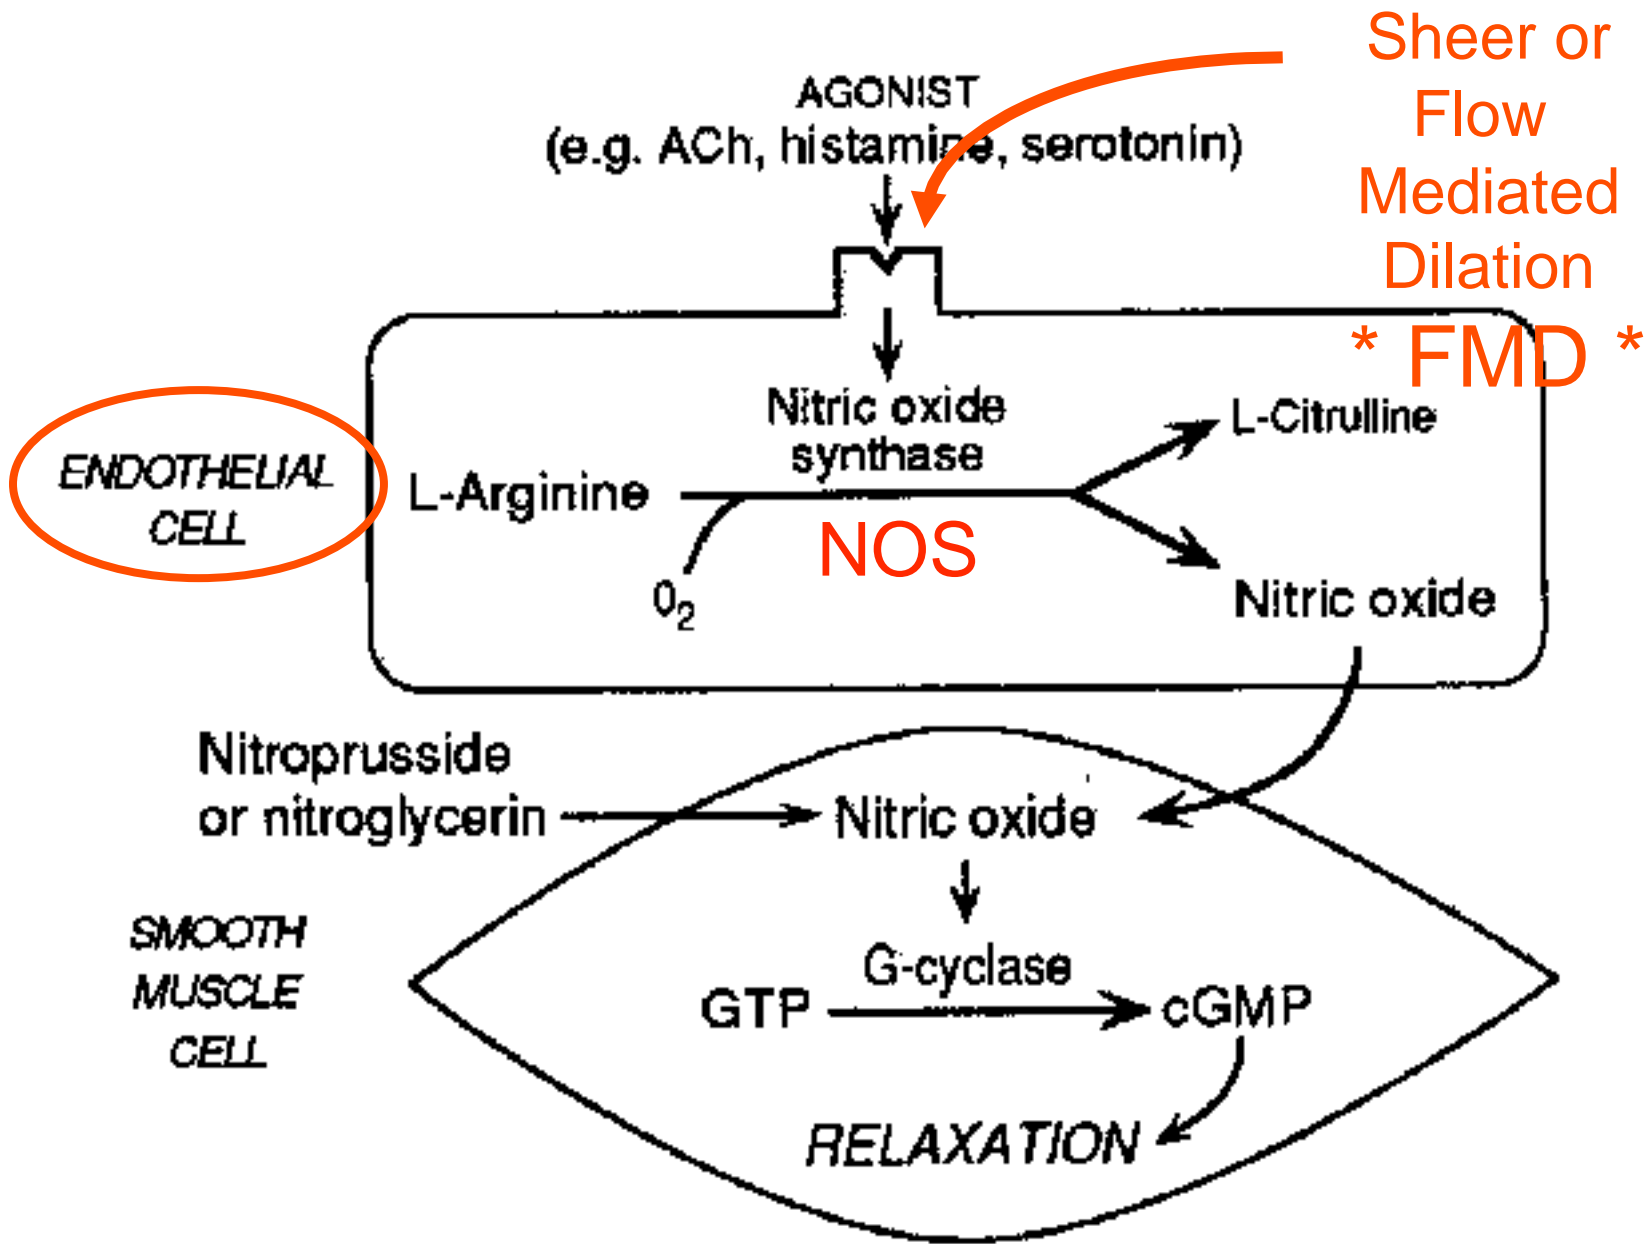 Sheer or
Flow
Mediated
Dilation
* FMD *
AGONIST
(e.g. ACh, histamine, serotonin)
Nitric oxide
synthase
L-Citrulline
ENDOTHELIAL
CELL
L-Arginine
NOS
O2
Nitric oxide
Nitroprusside
or nitroglycerin
Nitric oxide
SMOOTH
MUSCLE
CELL
G-cyclase
GTP
cGMP
RELAXATION